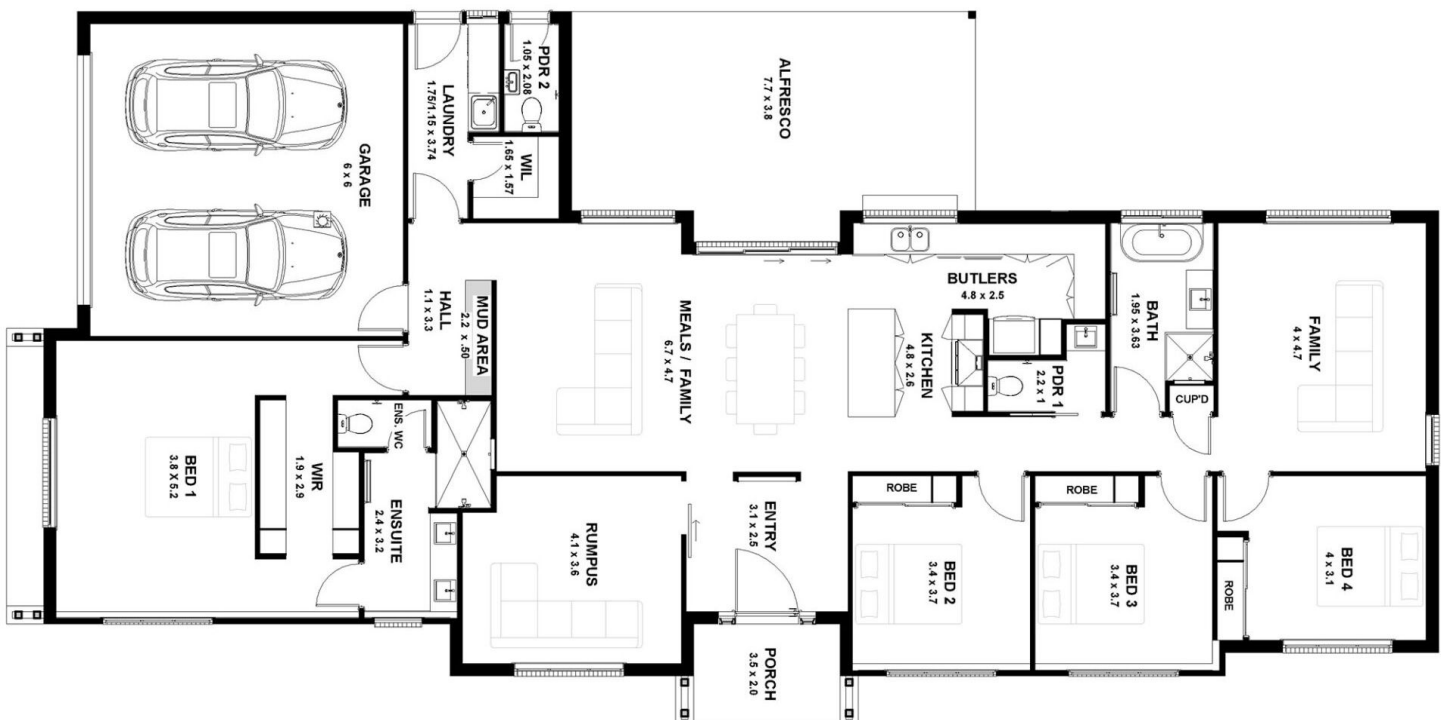 GARAGE
6 x 6
LAUNDRY
1.75/1.15 x 3.74
PDR 2
1.05 x 2.08
WIL
1.65 x 1.57
ALFRESCO
7.7 x 3.8
HALL
1.1 x 3.3
MUD AREA
2.2 x .50
MEALS / FAMILY
6.7 x 4.7
BUTLERS
4.8 x 2.5
KITCHEN
4.8 x 2.6
PDR 1
2.2 x 1
BATH
1.95 x 3.63
CUP'D
FAMILY
4 x 4.7
BED 1
3.8 X 5.2
WIR
1.9 x 2.9
ENS. WC
ENSUITE
2.4 x 3.2
RUMPUS
4.1 x 3.6
ENTRY
3.1 x 2.5
PORCH
3.5 x 2.0
ROBE
BED 2
3.4 x 3.7
ROBE
BED 3
3.4 x 3.7
ROBE
BED 4
4 x 3.1